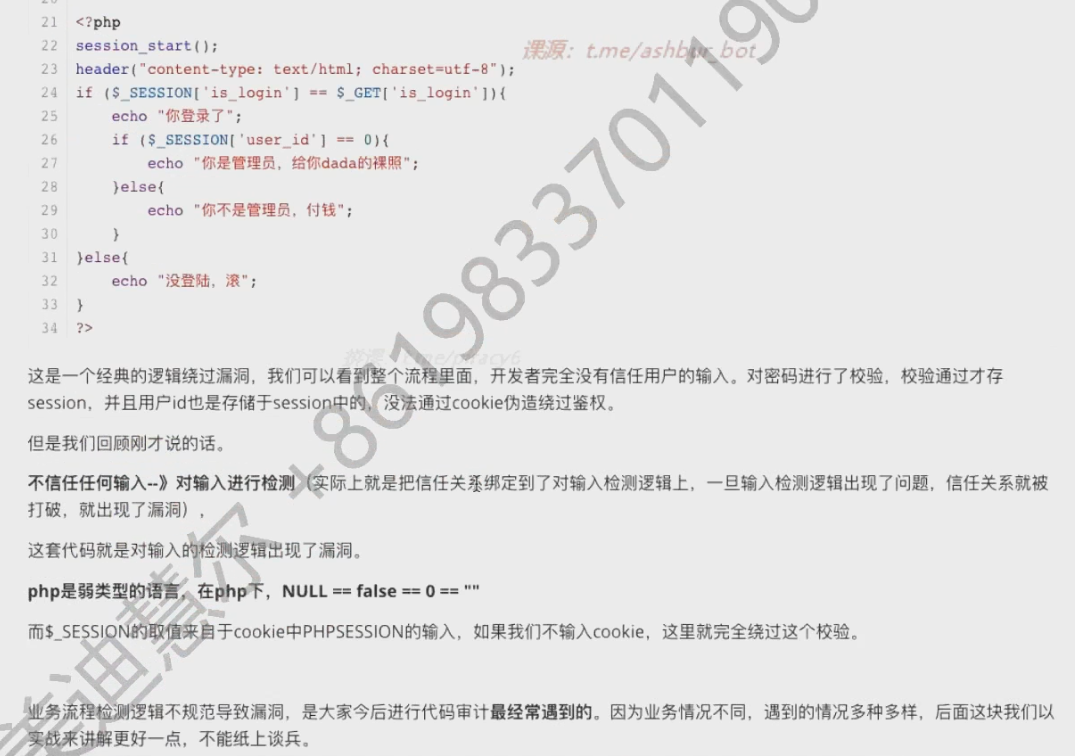 21 <?php
22 session_start();
课源：t.me/ashbur_bot
23 header("content-type: text/html; charset=utf-8");
24 if ($_SESSION['is_login'] == $_GET['is_login']){
25 echo "你登录了";
26 if ($_SESSION['user_id'] == 0){
27 echo "你是管理员，给你dada的裸照";
28 }else{
29 echo "你不是管理员，付钱";
30 }
31 }else{
32 echo "没登陆，滚";
33 }
34 ?>
这是一个经典的逻辑绕过漏洞，我们可以看到整个流程里面，开发者完全没有信任用户的输入。对密码进行了校验，校验通过才存
session，并且用户id也是存储于session中的，没法通过cookie伪造绕过鉴权。
但是我们回顾刚才说的话。
不信任任何输入--》对输入进行检测（实际上就是把信任关系绑定到了对输入检测逻辑上，一旦输入检测逻辑出现了问题，信任关系就被
打破，就出现了漏洞），
这套代码就是对输入的检测逻辑出现了漏洞。
php是弱类型的语言，在php下，NULL == false == 0 == ""
而$_SESSION的取值来自于cookie中PHPSESSION的输入，如果我们不输入cookie，这里就完全绕过这个校验。
业务流程检测逻辑不规范导致漏洞，是大家今后进行代码审计最经常遇到的。因为业务情况不同，遇到的情况多种多样，后面这块我们以
实战来讲解更好一点，不能纸上谈兵。
美迪慧尔 +8619833701190